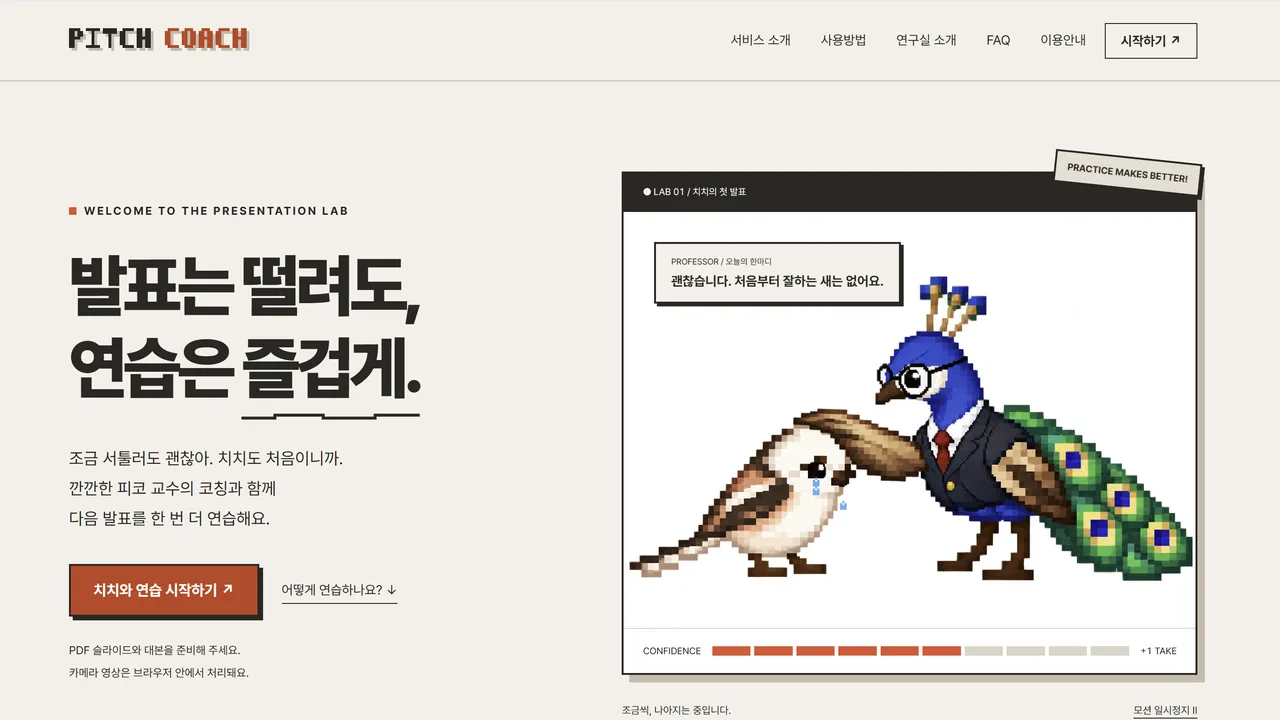 PITCH COACH
서비스 소개
사용방법
연구실 소개
FAQ
이용안내
시작하기 ↗
WELCOME TO THE PRESENTATION LAB
발표는 떨려도,
연습은 즐겁게.
조금 서툴러도 괜찮아. 치치도 처음이니까.
깐깐한 피코 교수의 코칭과 함께
다음 발표를 한 번 더 연습해요.
치치와 연습 시작하기 ↗
어떻게 연습하나요? ↓
PDF 슬라이드와 대본을 준비해 주세요.
카메라 영상은 브라우저 안에서 처리돼요.
PRACTICE MAKES BETTER!
LAB 01 / 치치의 첫 발표
PROFESSOR / 오늘의 한마디
괜찮습니다. 처음부터 잘하는 새는 없어요.
CONFIDENCE
+1 TAKE
조금씩, 나아지는 중입니다.
모션 일시정지 II